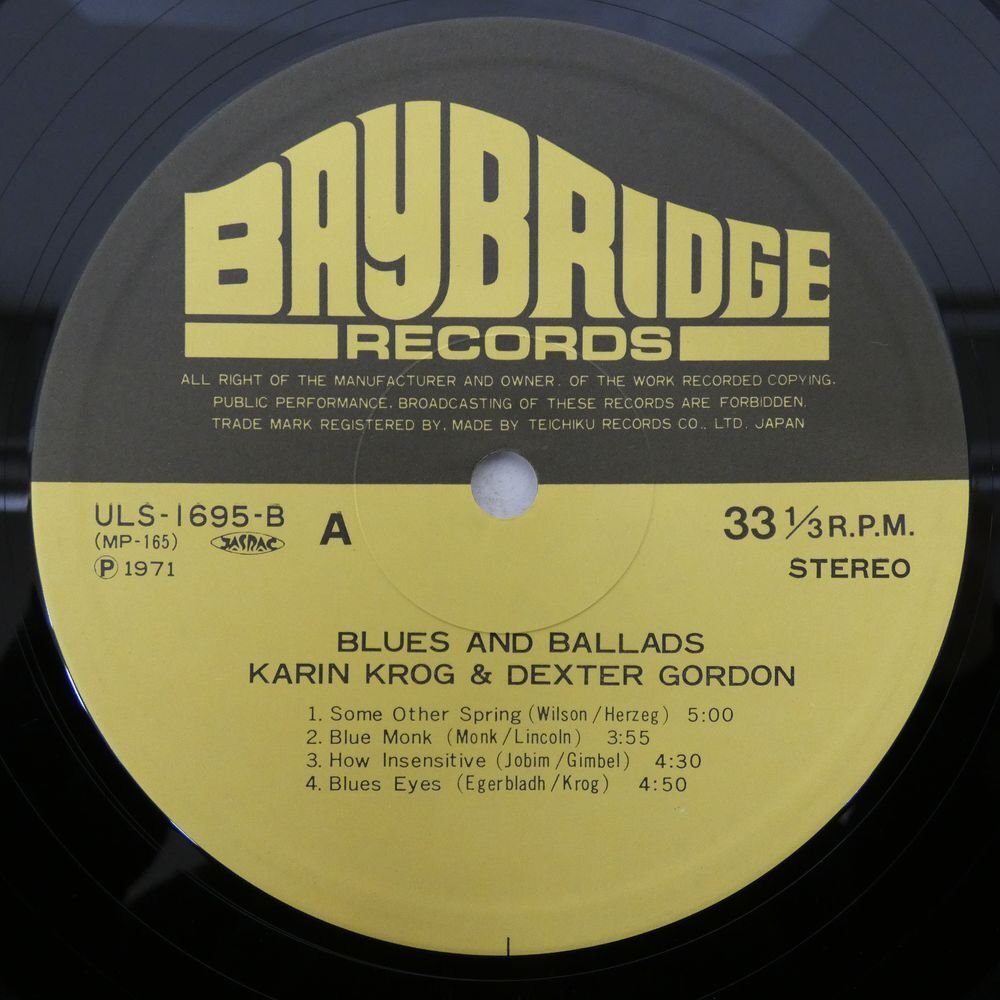 BAYBRIDGE
RECORDS
ALL RIGHT OF THE MANUFACTURER AND OWNER. OF THE WORK RECORDED COPYING.
PUBLIC PERFORMANCE. BROADCASTING OF THESE RECORDS ARE FORBIDDEN.
TRADE MARK REGISTERED BY. MADE BY TEICHIKU RECORDS CO., LTD. JAPAN
ULS-1695-B
(MP-165) JASRAC
Ⓟ 1971
A
33 1/3 R.P.M.
STEREO
BLUES AND BALLADS
KARIN KROG & DEXTER GORDON
1. Some Other Spring (Wilson/Herzeg) 5:00
2. Blue Monk (Monk/Lincoln) 3:55
3. How Insensitive (Jobim/Gimbel) 4:30
4. Blues Eyes (Egerbladh/Krog) 4:50